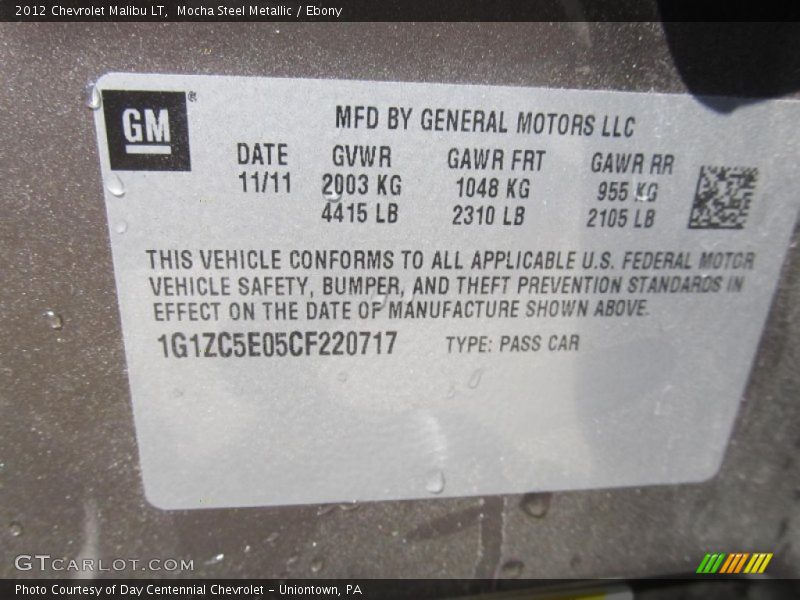 2012 Chevrolet Malibu LT, Mocha Steel Metallic / Ebony
GM®
MFD BY GENERAL MOTORS LLC
DATE GVWR GAWR FRT GAWR RR
11/11 2003 KG 1048 KG 955 KG
4415 LB 2310 LB 2105 LB
THIS VEHICLE CONFORMS TO ALL APPLICABLE U.S. FEDERAL MOTOR
VEHICLE SAFETY, BUMPER, AND THEFT PREVENTION STANDARDS IN
EFFECT ON THE DATE OF MANUFACTURE SHOWN ABOVE.
1G1ZC5E05CF220717 TYPE: PASS CAR
GTCARLOT.COM
Photo Courtesy of Day Centennial Chevrolet – Uniontown, PA